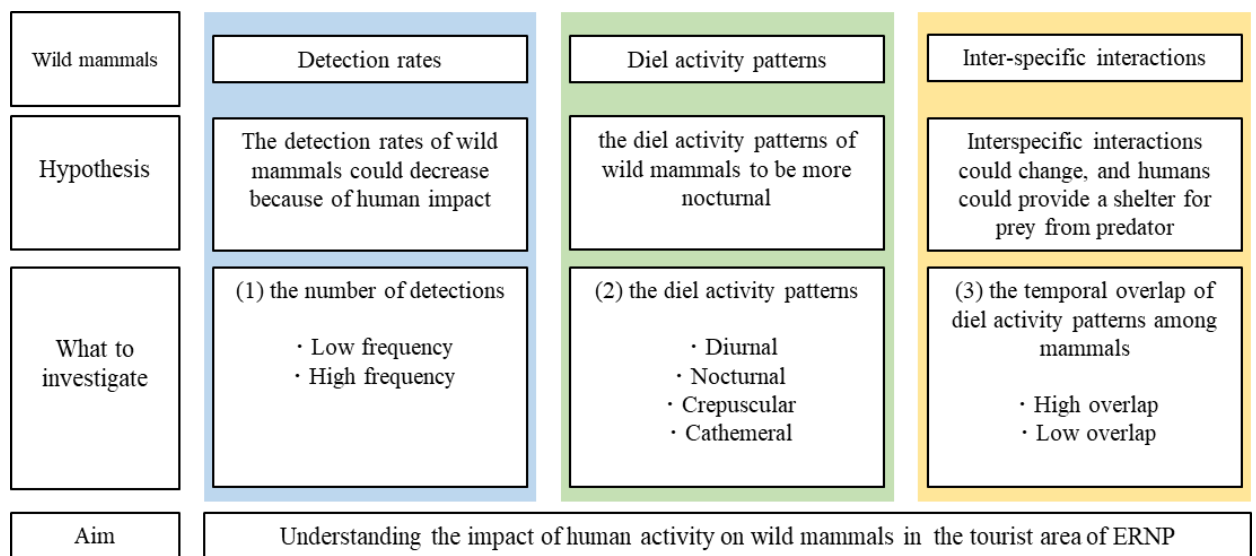 Wild mammals
Detection rates
Diel activity patterns
Inter-specific interactions
Hypothesis
The detection rates of wild
mammals could decrease
because of human impact
the diel activity patterns of
wild mammals to be more
nocturnal
Interspecific interactions
could change, and humans
could provide a shelter for
prey from predator
What to
investigate
(1) the number of detections
・Low frequency
・High frequency
(2) the diel activity patterns
・Diurnal
・Nocturnal
・Crepuscular
・Cathemeral
(3) the temporal overlap of
diel activity patterns among
mammals
・High overlap
・Low overlap
Aim
Understanding the impact of human activity on wild mammals in the tourist area of ERNP